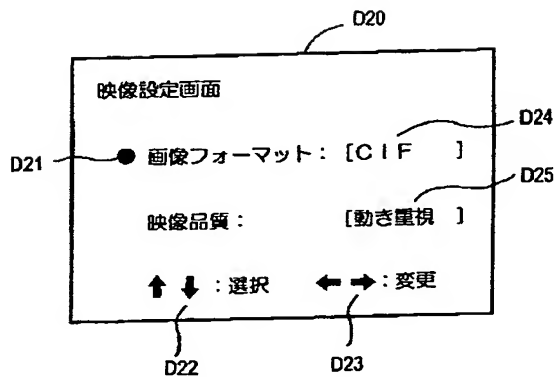 D20
映像設定画面
D24
D21 ● 画像フォーマット： [ＣＩＦ　]
D25
映像品質： [動き重視 ]
↑ ↓ ：選択 ← →：変更
D22 D23